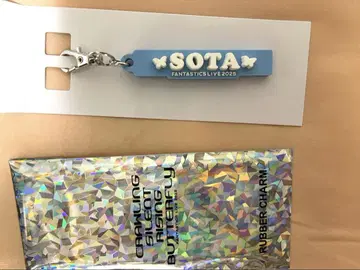 SOTA
FANTASTICS LIVE 2025
CRAWLING
SILENT
RISING
BUTTERFLY
RUBBER CHARM